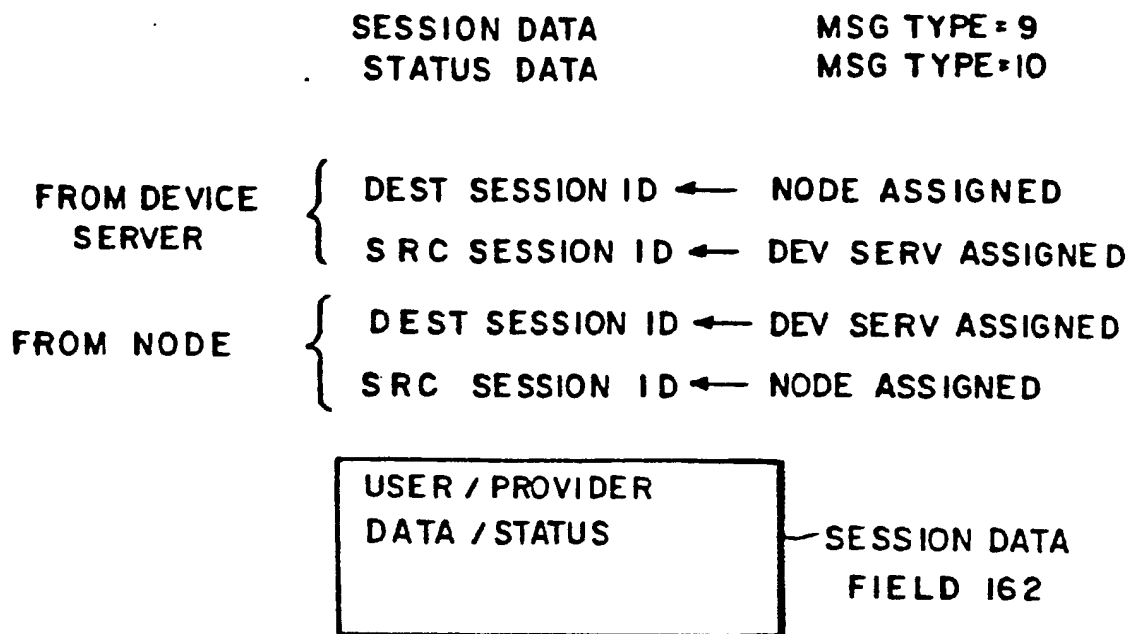 SESSION DATA MSG TYPE=9
STATUS DATA MSG TYPE=10
FROM DEVICE SERVER
DEST SESSION ID ← NODE ASSIGNED
SRC SESSION ID ← DEV SERV ASSIGNED
FROM NODE
DEST SESSION ID ← DEV SERV ASSIGNED
SRC SESSION ID ← NODE ASSIGNED
USER / PROVIDER
DATA / STATUS
SESSION DATA
FIELD 162